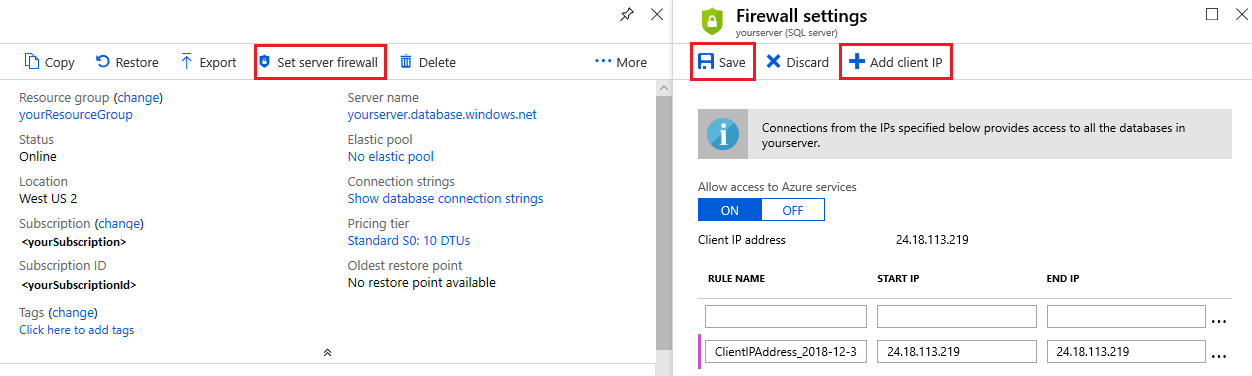 Copy Restore Export Set server firewall Delete ··· More
Resource group (change)
yourResourceGroup
Status
Online
Location
West US 2
Subscription (change)
<yourSubscription>
Subscription ID
<yourSubscriptionId>
Tags (change)
Click here to add tags
Server name
yourserver.database.windows.net
Elastic pool
No elastic pool
Connection strings
Show database connection strings
Pricing tier
Standard S0: 10 DTUs
Oldest restore point
No restore point available
Firewall settings
yourserver (SQL server)
Save Discard Add client IP
Connections from the IPs specified below provides access to all the databases in
yourserver.
Allow access to Azure services
ON OFF
Client IP address 24.18.113.219
RULE NAME START IP END IP
...
ClientIPAddress_2018-12-3 24.18.113.219 24.18.113.219 ...